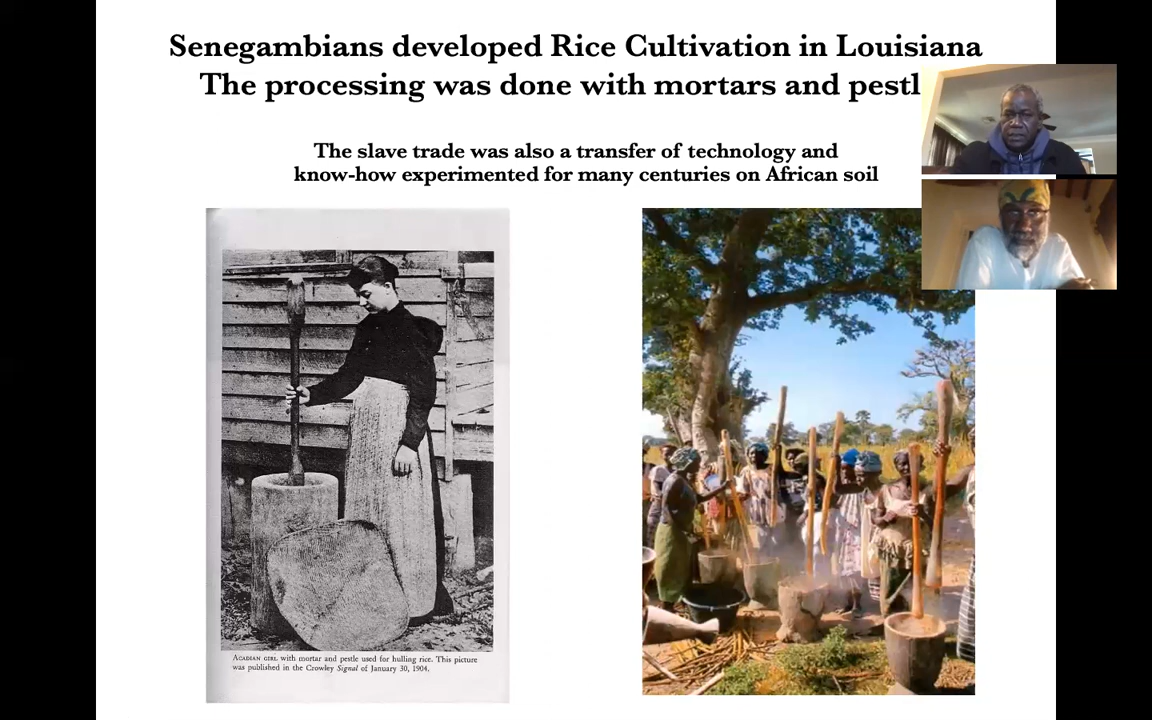 Senegambians developed Rice Cultivation in Louisiana
The processing was done with mortars and pestl
The slave trade was also a transfer of technology and
know-how experimented for many centuries on African soil
Acadian girl with mortar and pestle used for hulling rice. This picture
was published in the Crowley Signal of January 30, 1904.